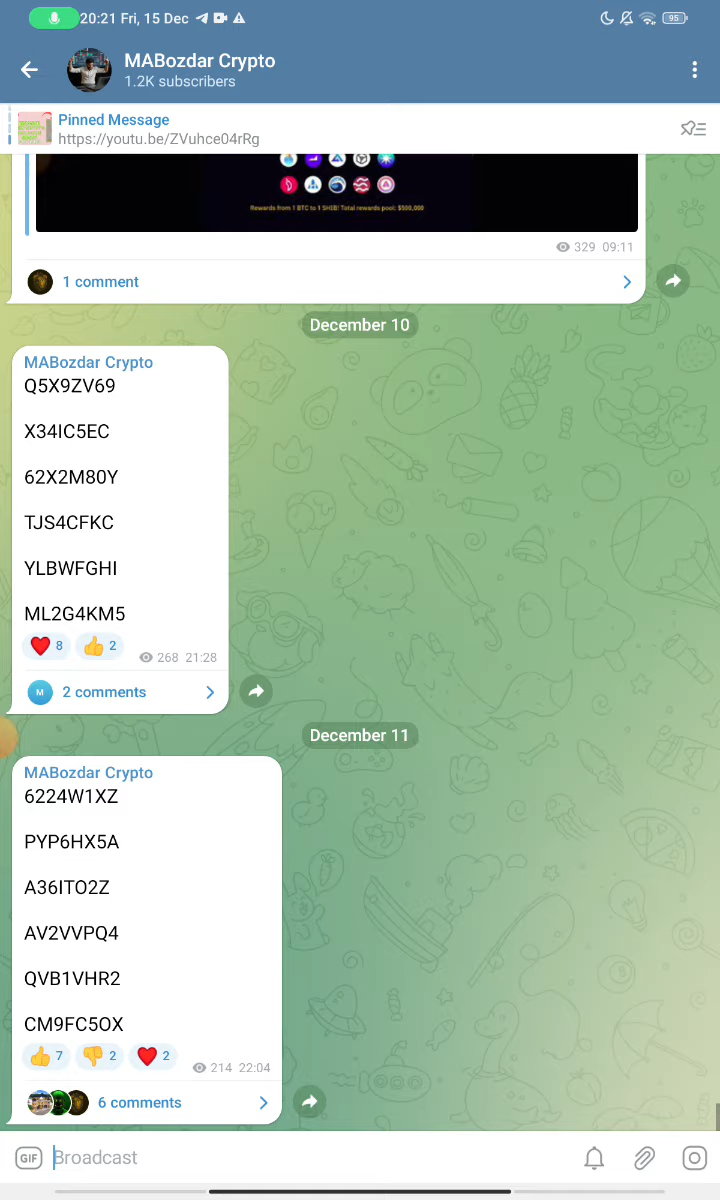 20:21 Fri, 15 Dec
95
MABozdar Crypto
1.2K subscribers
Pinned Message
https://youtu.be/ZVuhce04rRg
Rewards from 1 BTC to 1 SHIB! Total rewards pool: $500,000
329 09:11
1 comment
December 10
MABozdar Crypto
Q5X9ZV69
X34IC5EC
62X2M80Y
TJS4CFKC
YLBWFGHI
ML2G4KM5
8 2 268 21:28
M 2 comments
December 11
MABozdar Crypto
6224W1XZ
PYP6HX5A
A36ITO2Z
AV2VVPQ4
QVB1VHR2
CM9FC5OX
7 2 2 214 22:04
6 comments
GIF Broadcast